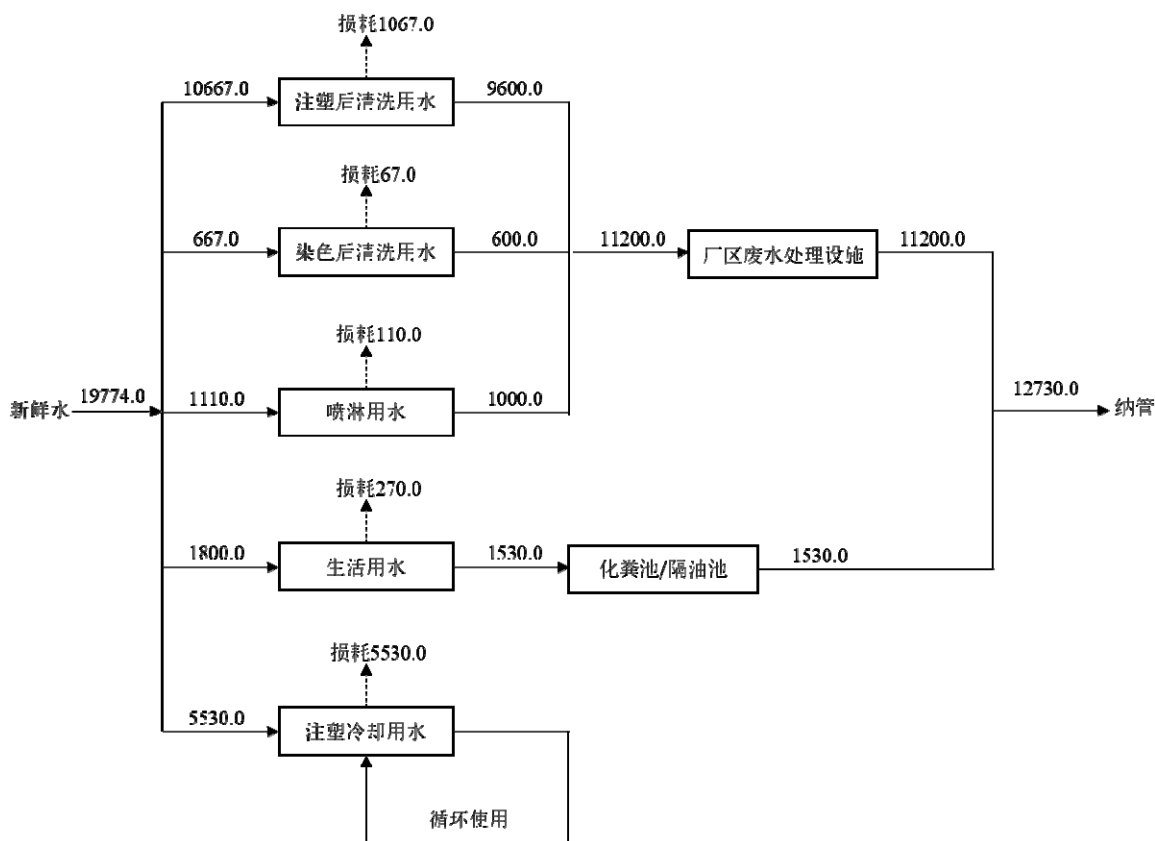 损耗1067.0
10667.0
注塑后清洗用水
9600.0
损耗67.0
667.0
染色后清洗用水
600.0
11200.0
厂区废水处理设施
11200.0
损耗110.0
新鲜水
19774.0
1110.0
喷淋用水
1000.0
12730.0
纳管
损耗270.0
1800.0
生活用水
1530.0
化粪池/隔油池
1530.0
损耗5530.0
5530.0
注塑冷却用水
循环使用